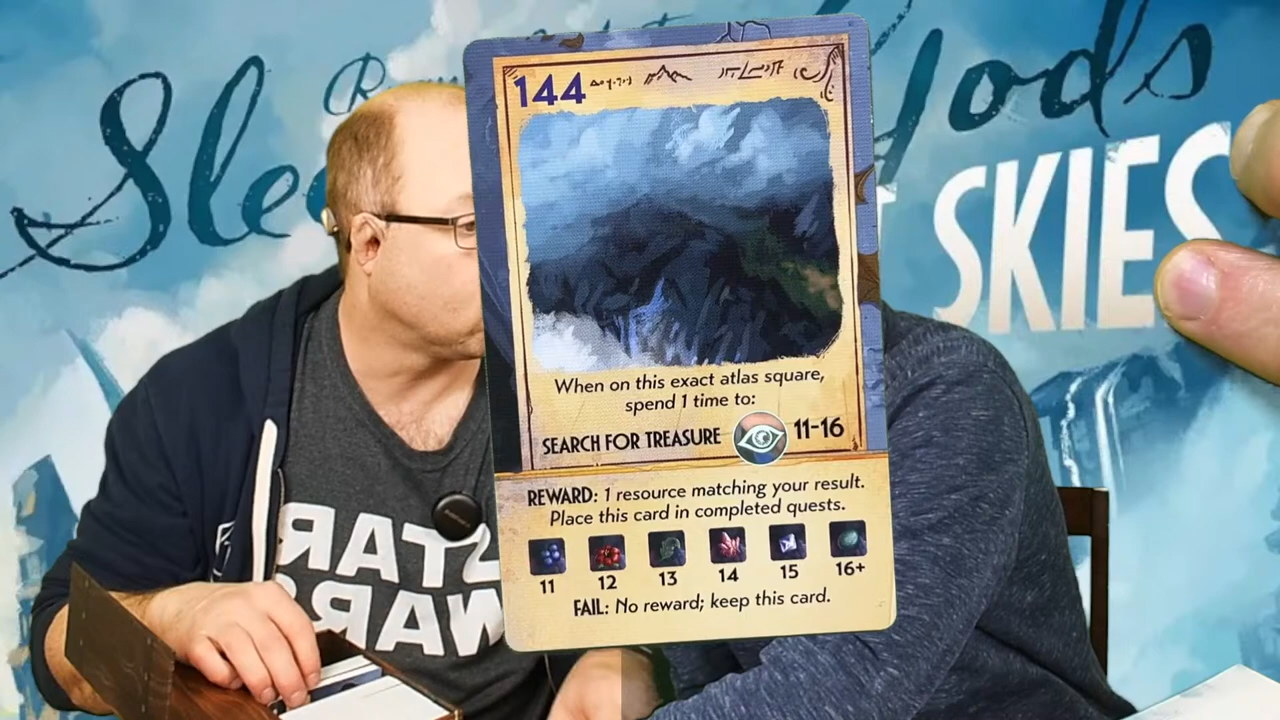 Sle
Gods
SKIES
144
When on this exact atlas square,
spend 1 time to:
SEARCH FOR TREASURE 11-16
REWARD: 1 resource matching your result.
Place this card in completed quests.
11 12 13 14 15 16+
FAIL: No reward; keep this card.
STAR
WARS